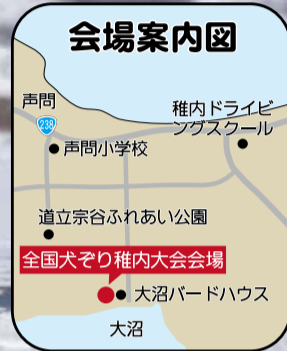 会場案内図
声問
238
稚内ドライビ
ングスクール
声問小学校
道立宗谷ふれあい公園
全国犬ぞり稚内大会会場
大沼バードハウス
大沼